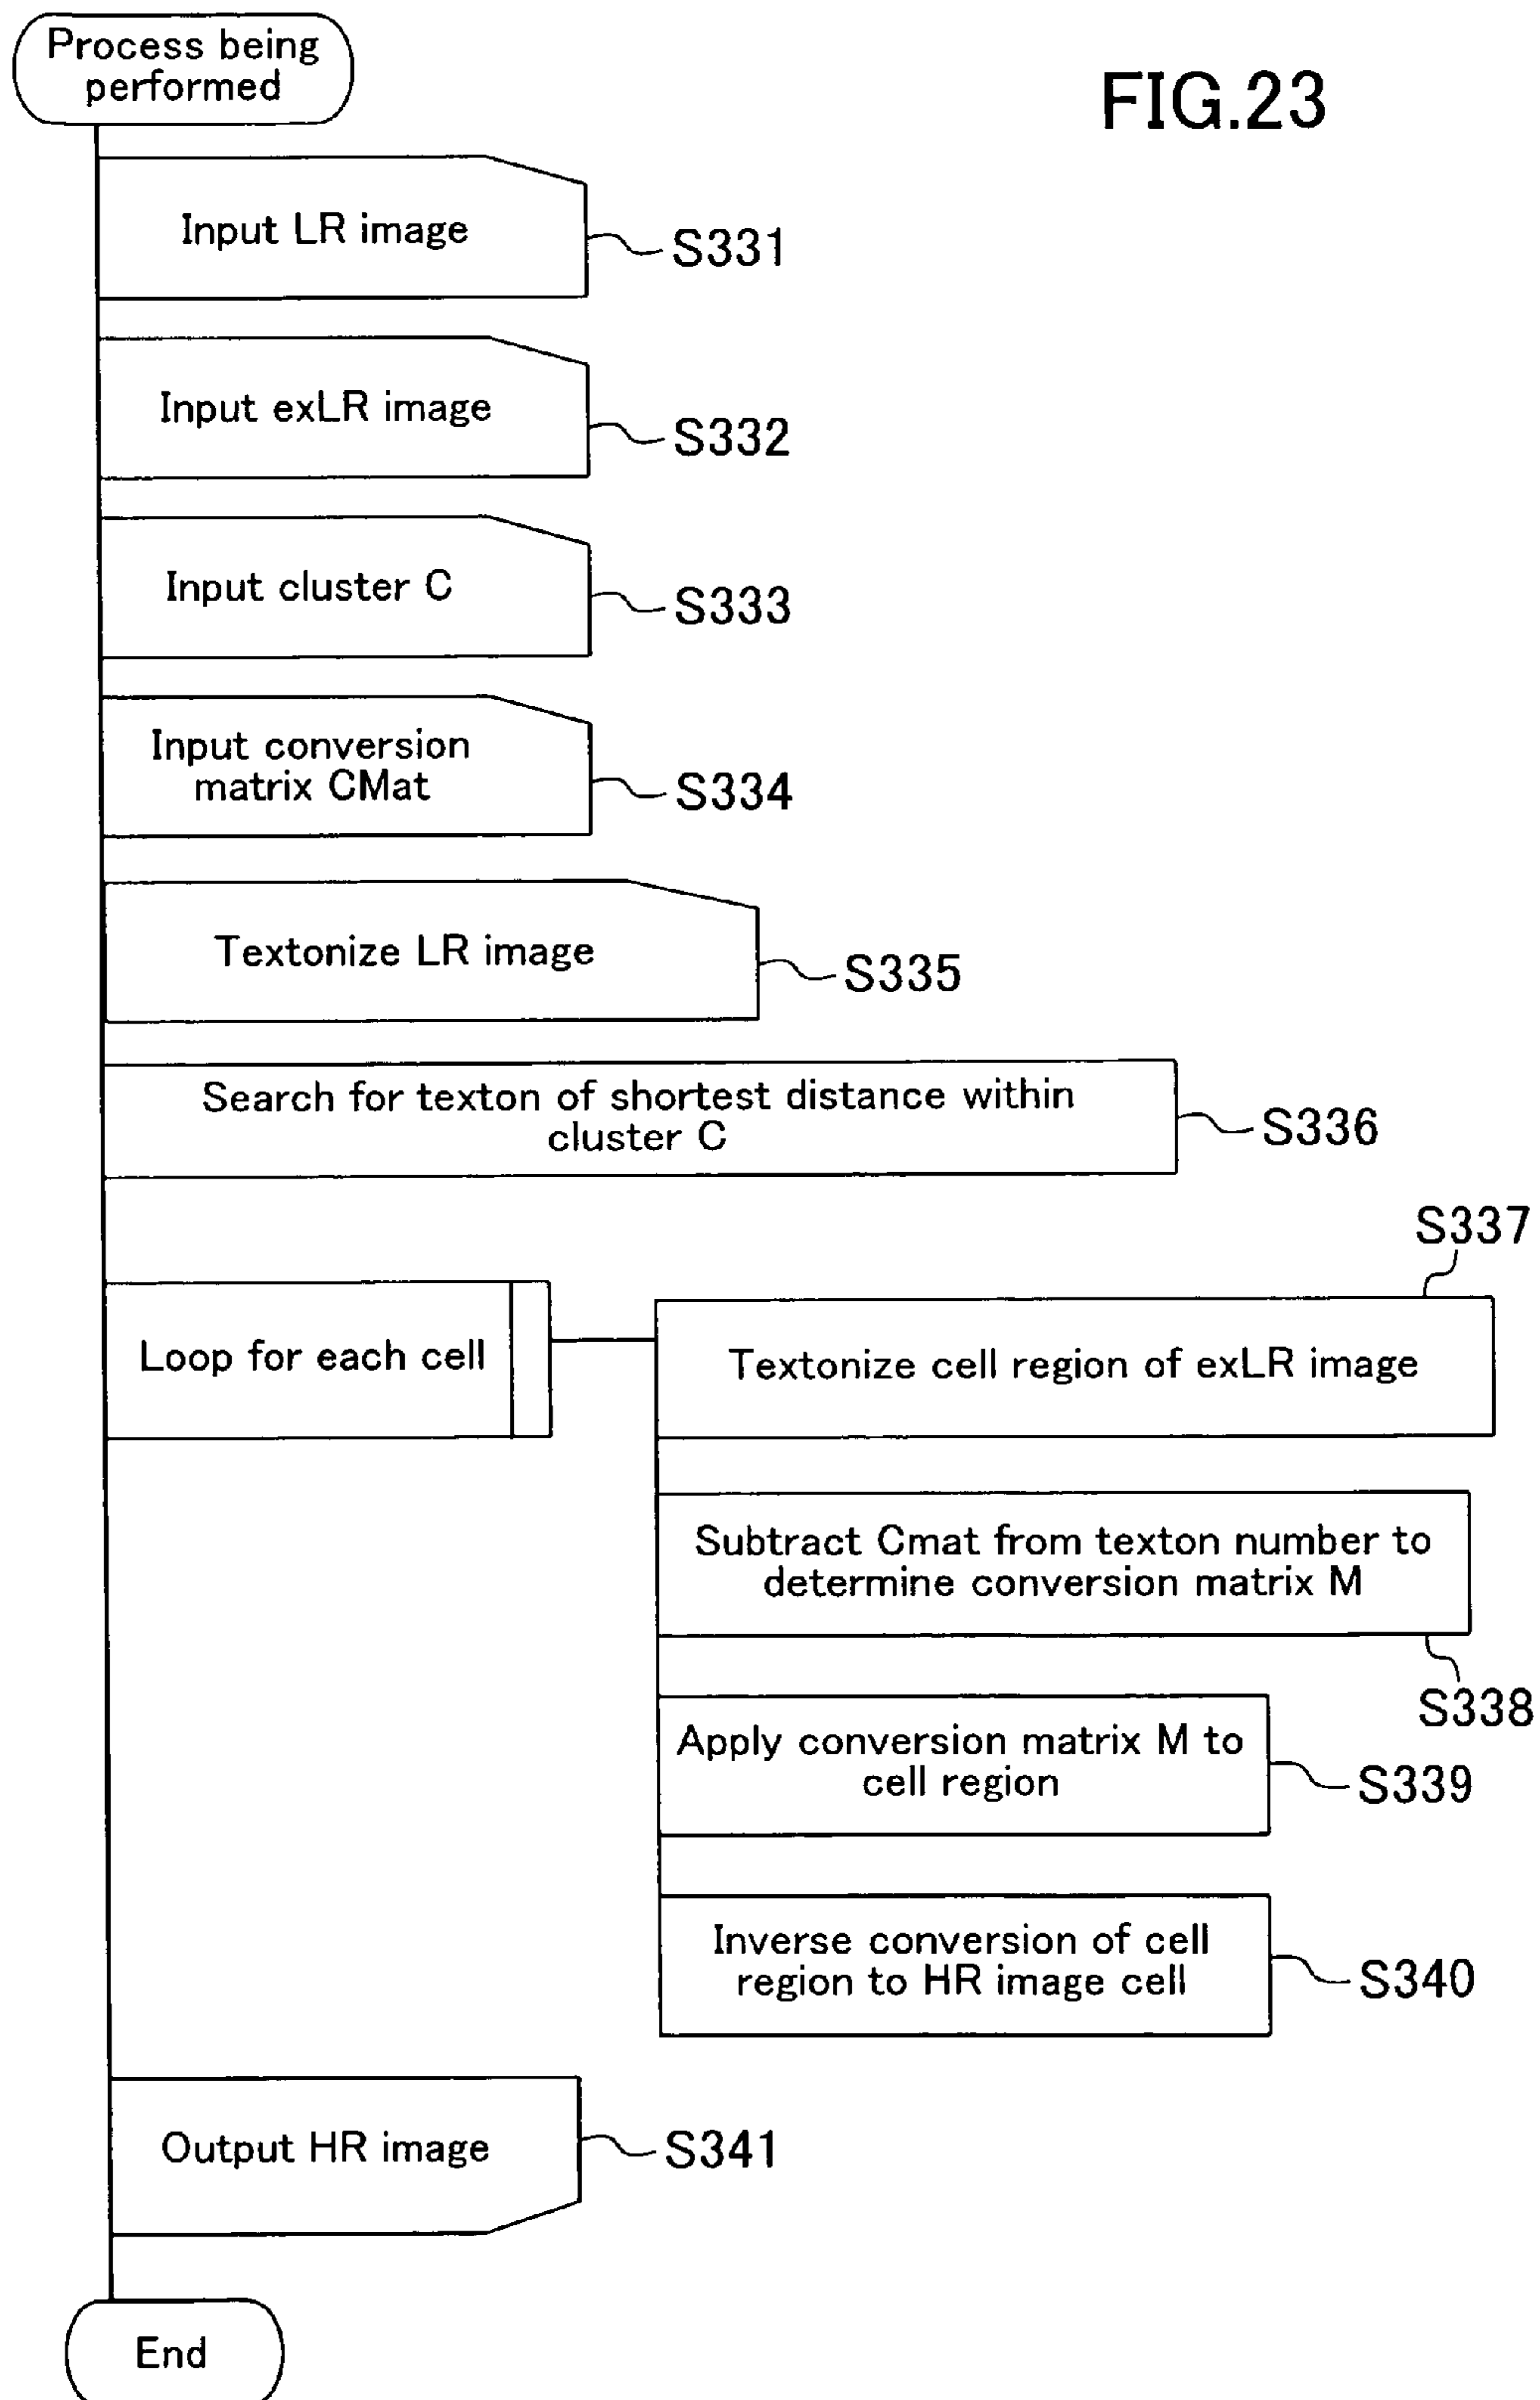 Process being
performed
FIG.23
Input LR image
S331
Input exLR image
S332
Input cluster C
S333
Input conversion
matrix CMat
S334
Textonize LR image
S335
Search for texton of shortest distance within
cluster C
S336
Loop for each cell
S337
Textonize cell region of exLR image
Subtract Cmat from texton number to
determine conversion matrix M
S338
Apply conversion matrix M to
cell region
S339
Inverse conversion of cell
region to HR image cell
S340
Output HR image
S341
End